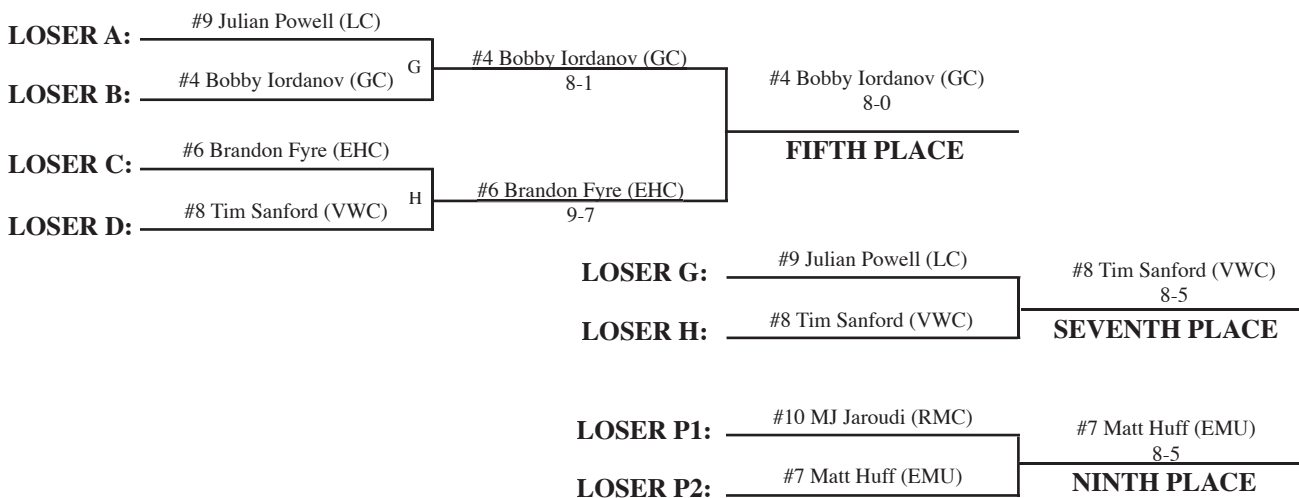 #9 Julian Powell (LC)
LOSER A:
G
#4 Bobby Iordanov (GC)
8-1
#4 Bobby Iordanov (GC)
LOSER B:
#4 Bobby Iordanov (GC)
8-0
FIFTH PLACE
#6 Brandon Fyre (EHC)
LOSER C:
H
#6 Brandon Fyre (EHC)
9-7
#8 Tim Sanford (VWC)
LOSER D:
#9 Julian Powell (LC)
LOSER G:
#8 Tim Sanford (VWC)
8-5
#8 Tim Sanford (VWC)
LOSER H:
SEVENTH PLACE
#10 MJ Jaroudi (RMC)
LOSER P1:
#7 Matt Huff (EMU)
8-5
#7 Matt Huff (EMU)
LOSER P2:
NINTH PLACE